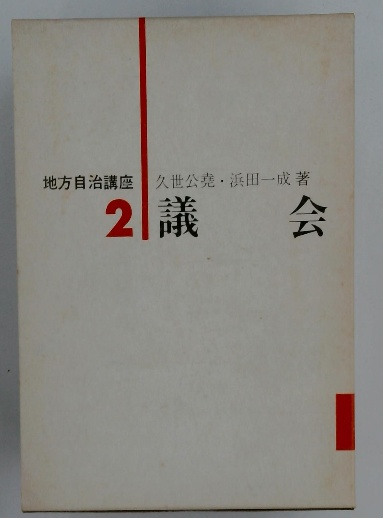 地方自治講座
2
久世公堯・浜田一成 著
議会